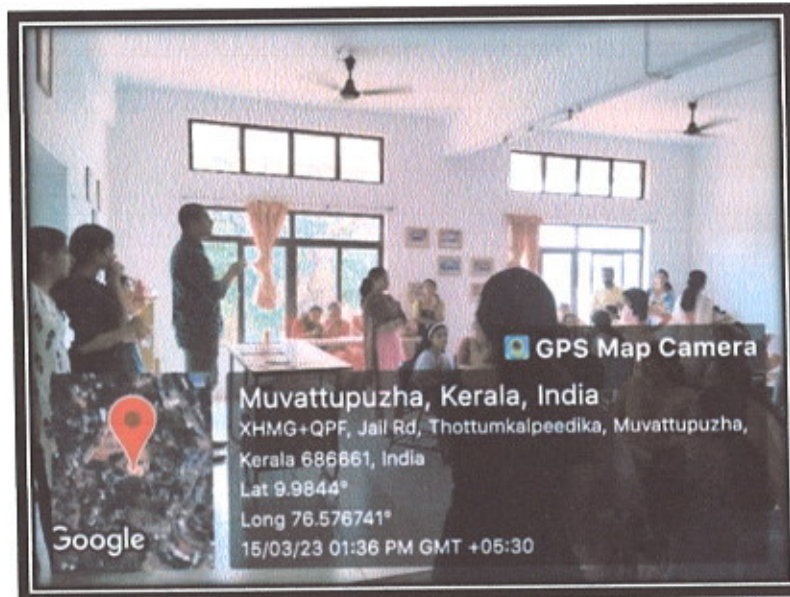 GPS Map Camera
Muvattupuzha, Kerala, India
XHMG+QPF, Jail Rd, Thottumkalpeedika, Muvattupuzha,
Kerala 686661, India
Lat 9.9844°
Long 76.576741°
15/03/23 01:36 PM GMT +05:30
Google